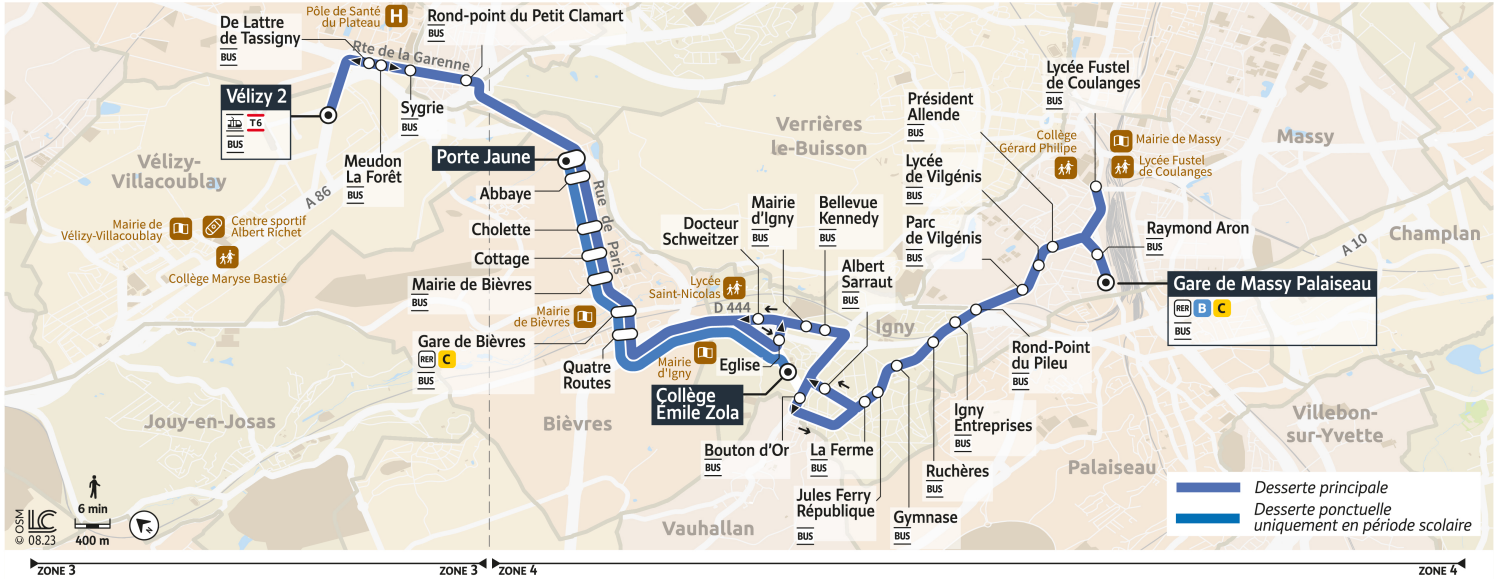 De Lattre
de Tassigny
BUS
Pôle de Santé
du Plateau
H
Rond-point du Petit Clamart
BUS
Rte de la Garenne
Vélizy 2
T6
BUS
Sygrie
BUS
Meudon
La Forêt
BUS
Porte Jaune
Abbaye
Cholette
Cottage
Mairie de Bièvres
BUS
Rue de Paris
Vélizy-
Villacoublay
A 86
Mairie de
Vélizy-Villacoublay
Centre sportif
Albert Richet
Collège Maryse Bastié
Mairie
de Bièvres
Gare de Bièvres
RER C
BUS
Quatre
Routes
Lycée
Saint-Nicolas
D 444
Mairie
d'Igny
Eglise
Collège
Émile Zola
Docteur
Schweitzer
Mairie
d'Igny
BUS
Bellevue
Kennedy
BUS
Albert
Sarraut
BUS
Verrières
le-Buisson
Président
Allende
BUS
Lycée
de Vilgénis
BUS
Parc
de Vilgénis
BUS
Lycée Fustel
de Coulanges
BUS
Collège
Gérard Philipe
Mairie de Massy
Lycée Fustel
de Coulanges
Massy
Raymond Aron
BUS
A 10
Champlan
Gare de Massy Palaiseau
RER B C
BUS
Igny
Rond-Point
du Pileu
BUS
Igny
Entreprises
BUS
Ruchères
BUS
Gymnase
BUS
Jules Ferry
République
BUS
La Ferme
BUS
Bouton d'Or
BUS
Jouy-en-Josas
Bièvres
Vauhallan
Palaiseau
Villebon-
sur-Yvette
Desserte principale
Desserte ponctuelle
uniquement en période scolaire
6 min
400 m
N
© OSM
LC
08.23
ZONE 3
ZONE 3
ZONE 4
ZONE 4